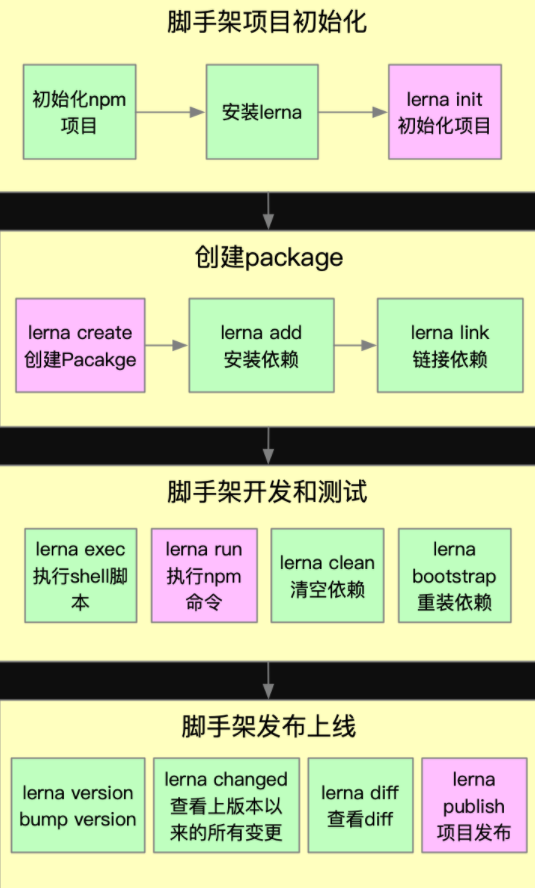 脚手架项目初始化
初始化npm
项目
安装lerna
lerna init
初始化项目
创建package
lerna create
创建Pacakge
lerna add
安装依赖
lerna link
链接依赖
脚手架开发和测试
lerna exec
执行shell脚
本
lerna run
执行npm
命令
lerna clean
清空依赖
lerna
bootstrap
重装依赖
脚手架发布上线
lerna version
bump version
lerna changed
查看上版本以
来的所有变更
lerna diff
查看diff
lerna
publish
项目发布